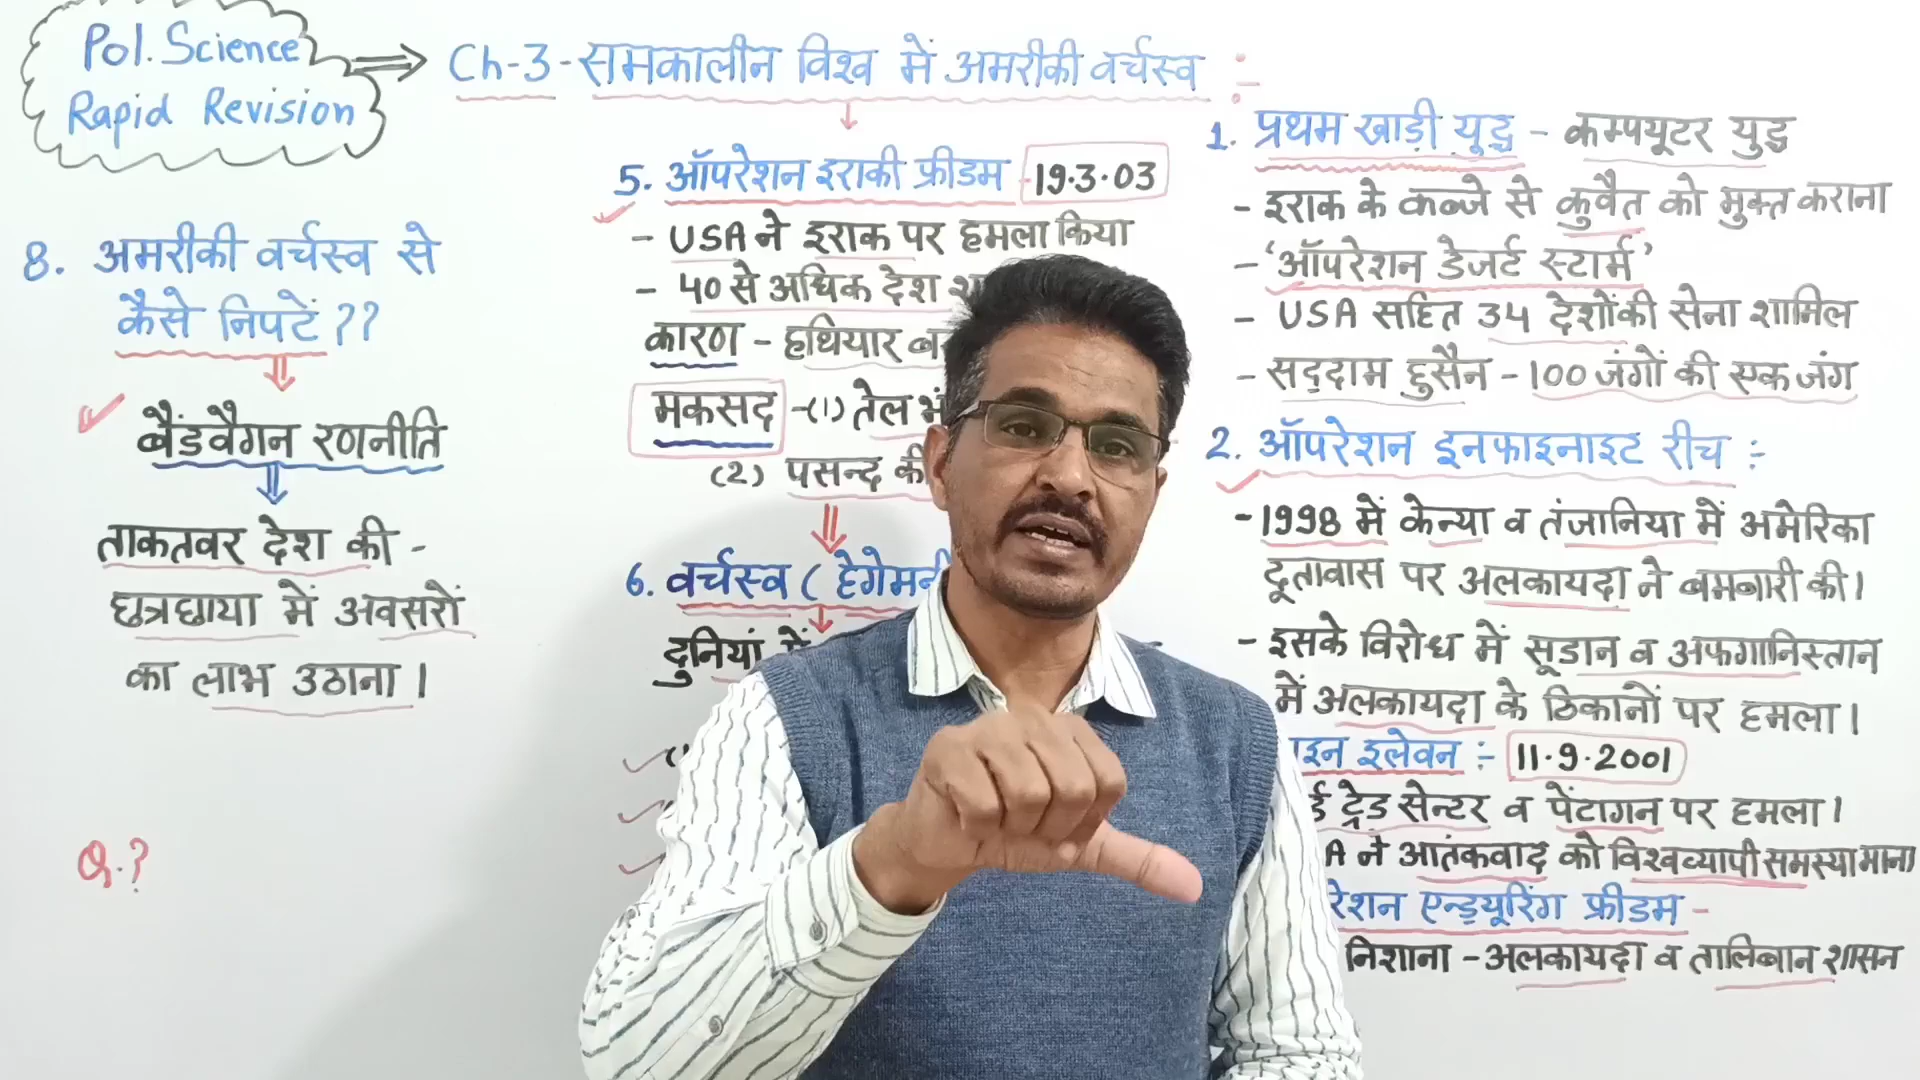 Pol. Science
Rapid Revision
Ch-3-समकालीन विश्व में अमरीकी वर्चस्व :-
8. अमरीकी वर्चस्व से
कैसे निपटें ??
बैंडवैगन रणनीति
ताकतवर देश की -
छत्रछाया में अवसरों
का लाभ उठाना ।
Q.?
5. ऑपरेशन इराकी फ्रीडम - 19.3.03
- USA ने इराक पर हमला किया
- 40 से अधिक देश
कारण - हथियार
मकसद -(1) तेल
(2) पसन्द की
6. वर्चस्व ( हेगेमनी
दुनियां में
1. प्रथम खाड़ी युद्ध - कम्पयूटर युद्ध
- इराक के कब्जे से कुवैत को मुक्त कराना
- 'ऑपरेशन डेजर्ट स्टार्म'
- USA सहित 34 देशों की सेना शामिल
- सद्दाम हुसैन - 100 जंगों की एक जंग
2. ऑपरेशन इनफाइनाइट रीच :-
- 1998 में केन्या व तंजानिया में अमेरिका
दूतावास पर अलकायदा ने बमबारी की ।
- इसके विरोध में सूडान व अफगानिस्तान
में अलकायदा के ठिकानों पर हमला ।
इलेवन :- 11.9.2001
ट्रेड सेन्टर व पेंटागन पर हमला ।
A ने आतंकवाद को विश्वव्यापी समस्या माना
रेशन एन्ड्यूरिंग फ्रीडम -
निशाना - अलकायदा व तालिबान शासन